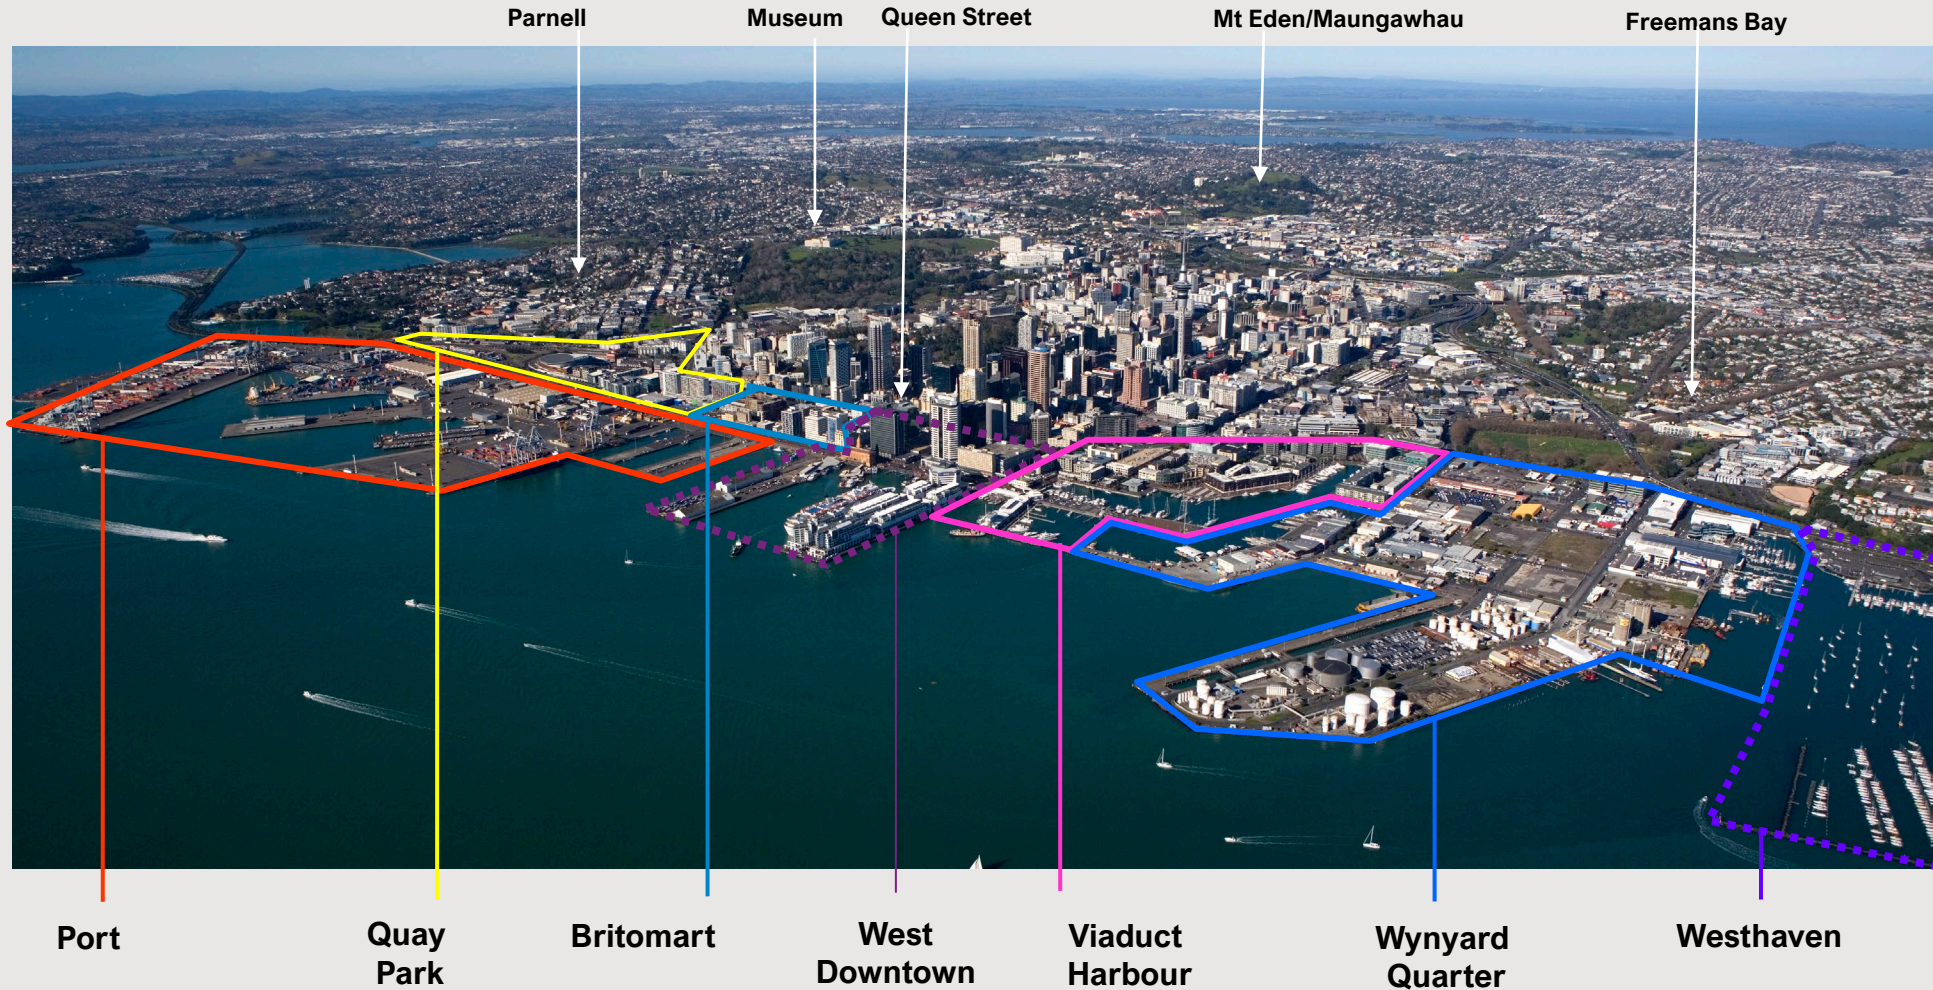 Parnell
Museum
Queen Street
Mt Eden/Maungawhau
Freemans Bay
Port
Quay
Park
Britomart
West
Downtown
Viaduct
Harbour
Wynyard
Quarter
Westhaven